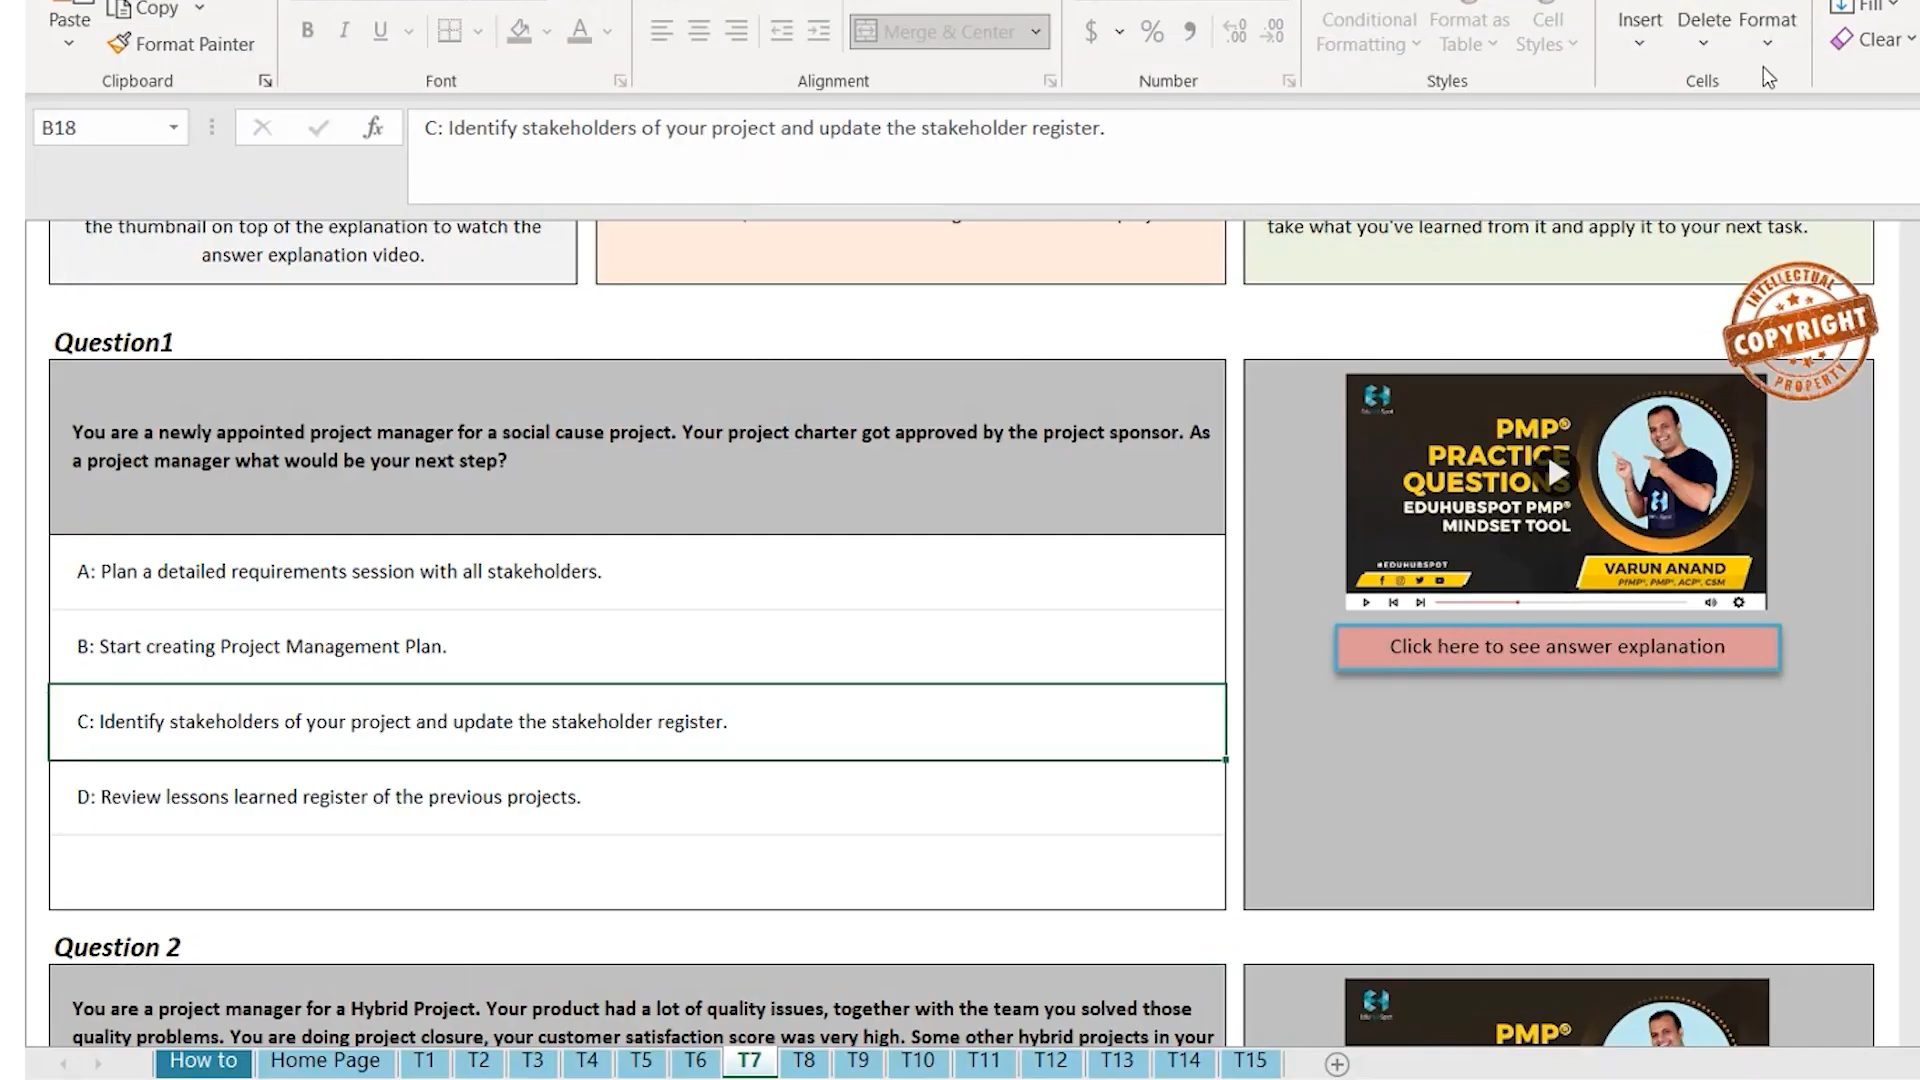 Paste
Copy
Format Painter
Clipboard
B I U
A
Font
Merge & Center
Alignment
$ % 9
Number
Conditional
Formatting
Format as
Table
Cell
Styles
Styles
Insert Delete Format
Cells
Fill
Clear
B18
fx
C: Identify stakeholders of your project and update the stakeholder register.
the thumbnail on top of the explanation to watch the
answer explanation video.
take what you've learned from it and apply it to your next task.
INTELLECTUAL
COPYRIGHT
PROPERTY
Question1
You are a newly appointed project manager for a social cause project. Your project charter got approved by the project sponsor. As
a project manager what would be your next step?
A: Plan a detailed requirements session with all stakeholders.
B: Start creating Project Management Plan.
C: Identify stakeholders of your project and update the stakeholder register.
D: Review lessons learned register of the previous projects.
PMP®
PRACTICE
QUESTIONS
EDUHUBSPOT PMP®
MINDSET TOOL
#EDUHUBSPOT
VARUN ANAND
PfMP®, PMP®, ACP®, CSM
Click here to see answer explanation
Question 2
You are a project manager for a Hybrid Project. Your product had a lot of quality issues, together with the team you solved those
quality problems. You are doing project closure, your customer satisfaction score was very high. Some other hybrid projects in your
PMP®
How to Home Page T1 T2 T3 T4 T5 T6 T7 T8 T9 T10 T11 T12 T13 T14 T15